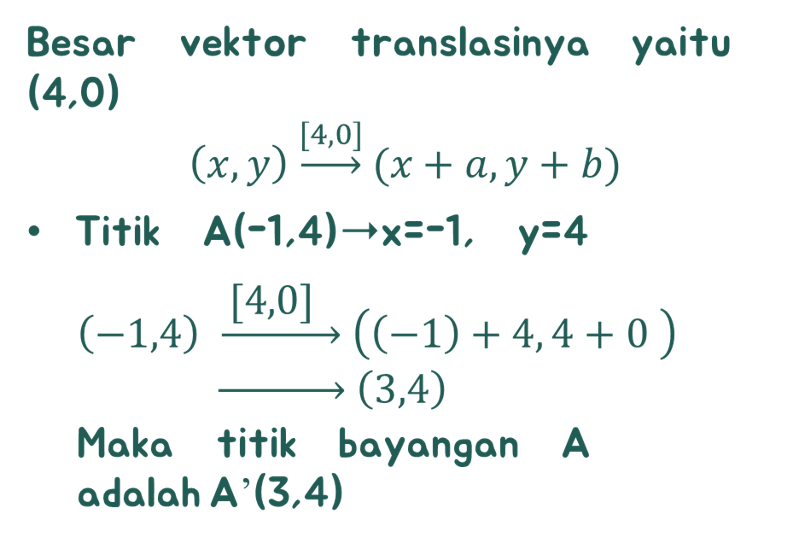 Besar vektor translasinya yaitu
(4,0)
[4,0]
(x, y) ⟶ (x + a, y + b)
• Titik A(-1,4)→x=-1, y=4
[4,0]
(−1,4) ⟶ ((−1) + 4, 4 + 0 )
⟶ (3,4)
Maka titik bayangan A
adalah A’(3,4)